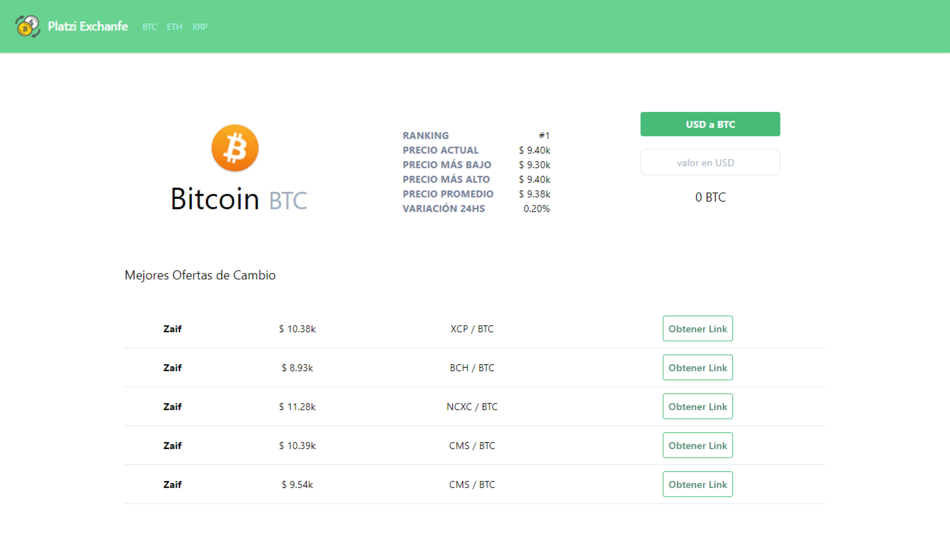 Platzi Exchanfe BTC ETH XRP
USD a BTC
valor en USD
0 BTC
RANKING #1
PRECIO ACTUAL $ 9.40k
PRECIO MÁS BAJO $ 9.30k
PRECIO MÁS ALTO $ 9.40k
PRECIO PROMEDIO $ 9.38k
VARIACIÓN 24HS 0.20%
Bitcoin BTC
Mejores Ofertas de Cambio
Zaif $ 10.38k XCP / BTC Obtener Link
Zaif $ 8.93k BCH / BTC Obtener Link
Zaif $ 11.28k NCXC / BTC Obtener Link
Zaif $ 10.39k CMS / BTC Obtener Link
Zaif $ 9.54k CMS / BTC Obtener Link